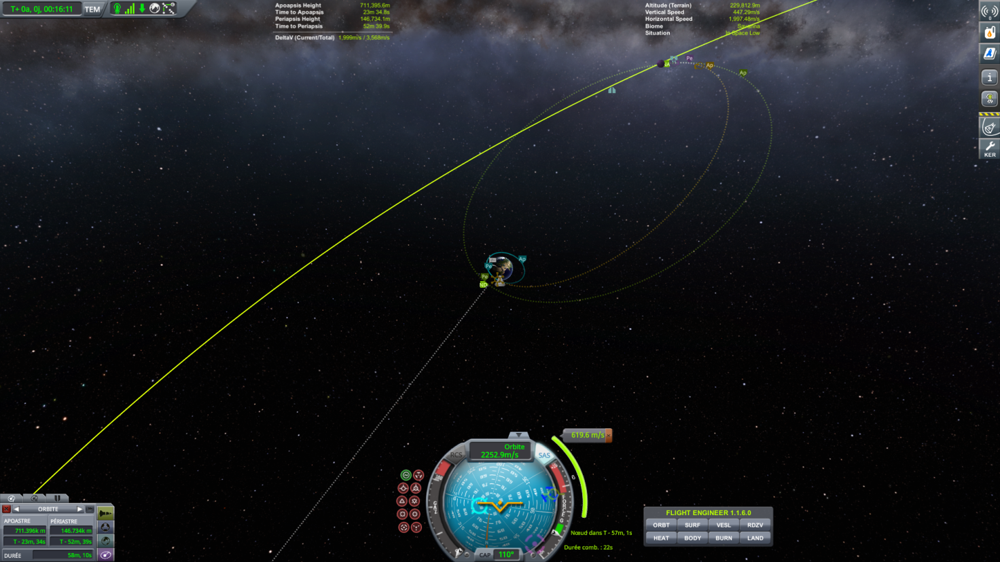 T+ 0a, 0j, 00:16:11
TEM
Apoapsis Height 711,395.6m
Time to Apoapsis 23m 34.8s
Periapsis Height 146,734.1m
Time to Periapsis 52m 39.9s
DeltaV (Current/Total) 1,999m/s / 3,568m/s
Altitude (Terrain) 229,812.9m
Vertical Speed 447.29m/s
Horizontal Speed 1,997.48m/s
Biome Savanna
Situation In Space Low
KER
Pe
Ap
Ap
Ap
Pe
Pe
ND
619.6 m/s
Orbite
2252.9m/s
RCS
SAS
GAZ
FORCE G
6
CAP 110°
Nœud dans T - 57m, 1s
Durée comb. : 22s
ORBITE
APOASTRE PÉRIASTRE
711.396k m 146.734k m
T - 23m, 34s T - 52m, 39s
DURÉE 58m, 10s
FLIGHT ENGINEER 1.1.6.0
ORBT SURF VESL RDZV
HEAT BODY BURN LAND